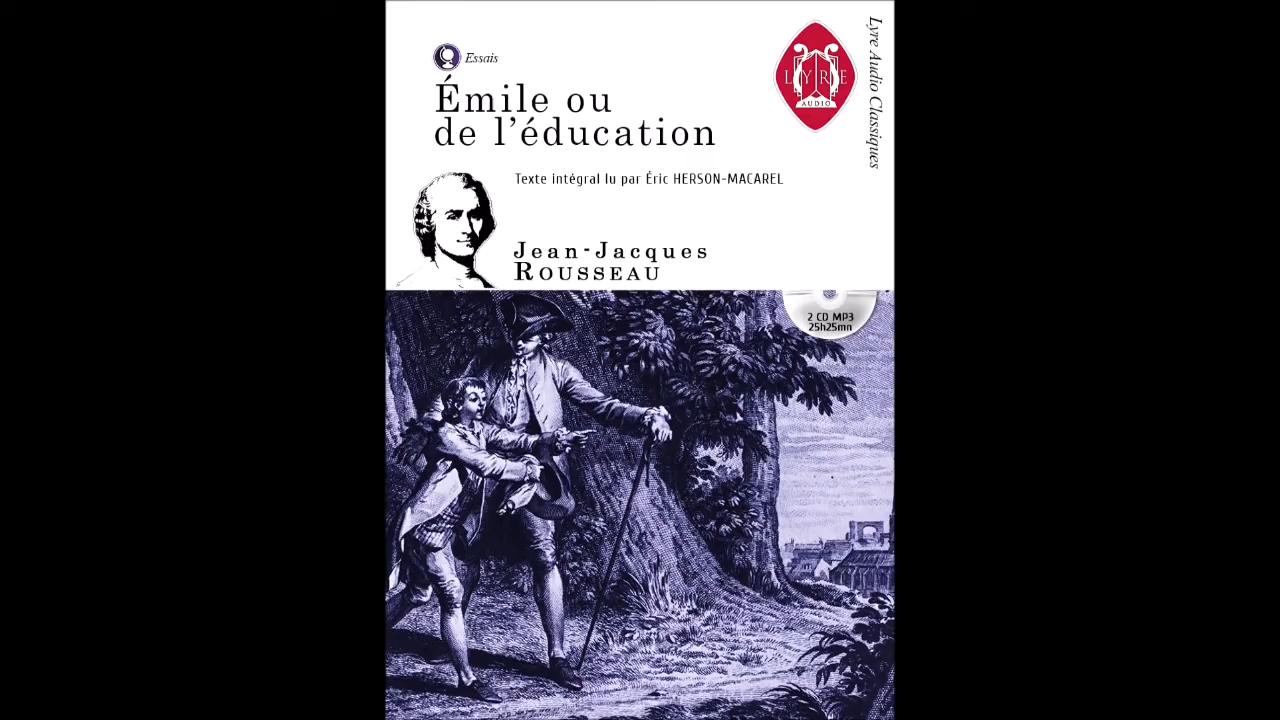 Essais
Émile ou
de l'éducation
Texte intégral lu par Éric HERSON-MACAREL
Jean-Jacques
ROUSSEAU
LYRE
AUDIO
Lyre Audio Classiques
2 CD MP3
25h25mn